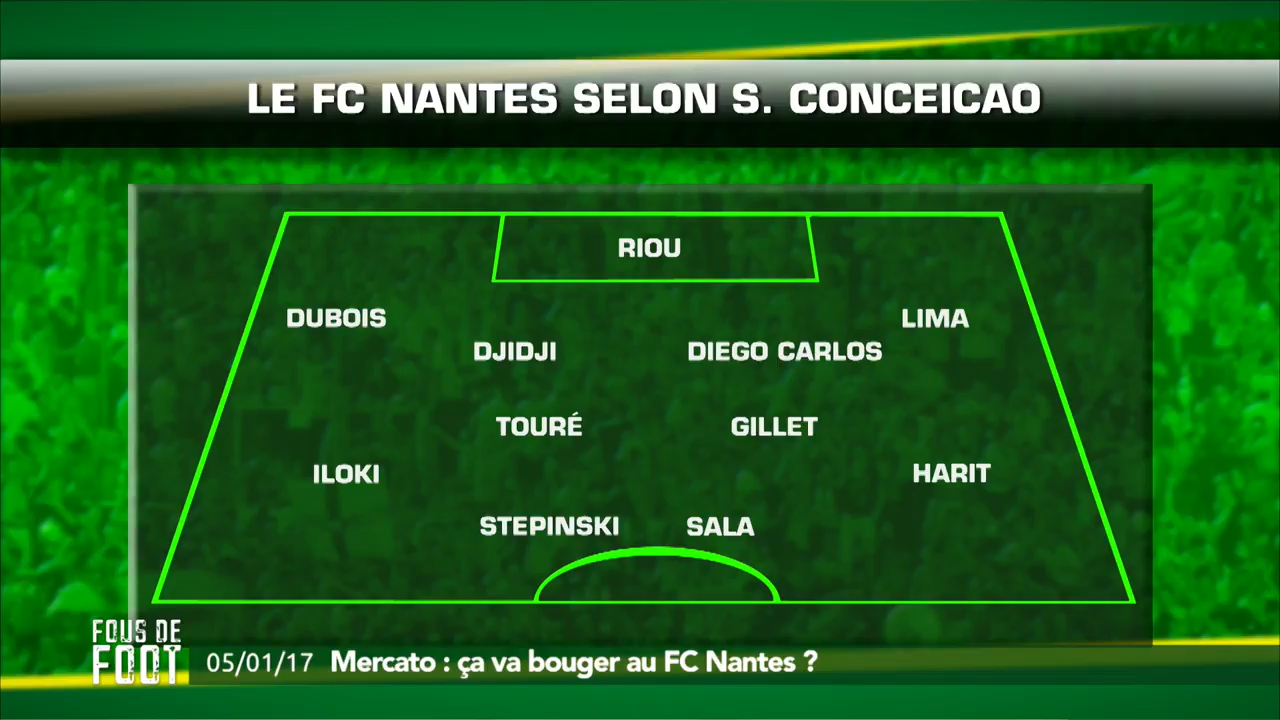 LE FC NANTES SELON S. CONCEICAO
RIOU
DUBOIS
LIMA
DJIDJI
DIEGO CARLOS
TOURÉ
GILLET
ILOKI
HARIT
STEPINSKI
SALA
FOUS DE
FOOT
05/01/17 Mercato : ça va bouger au FC Nantes ?